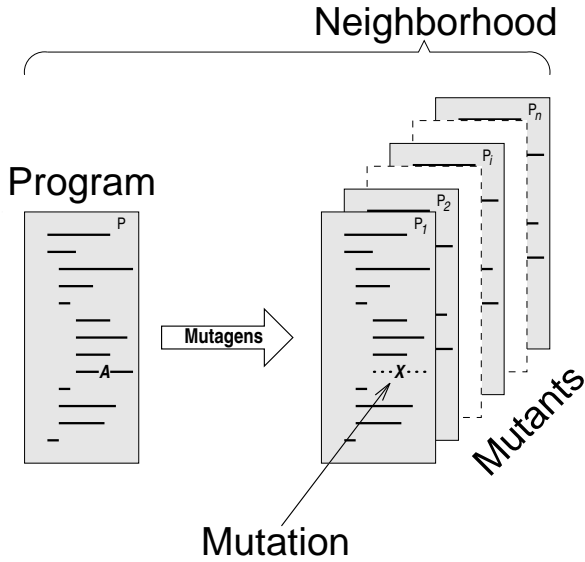 Neighborhood
Program
P
A
Mutagens
P1
X
P2
Pi
Pn
Mutants
Mutation